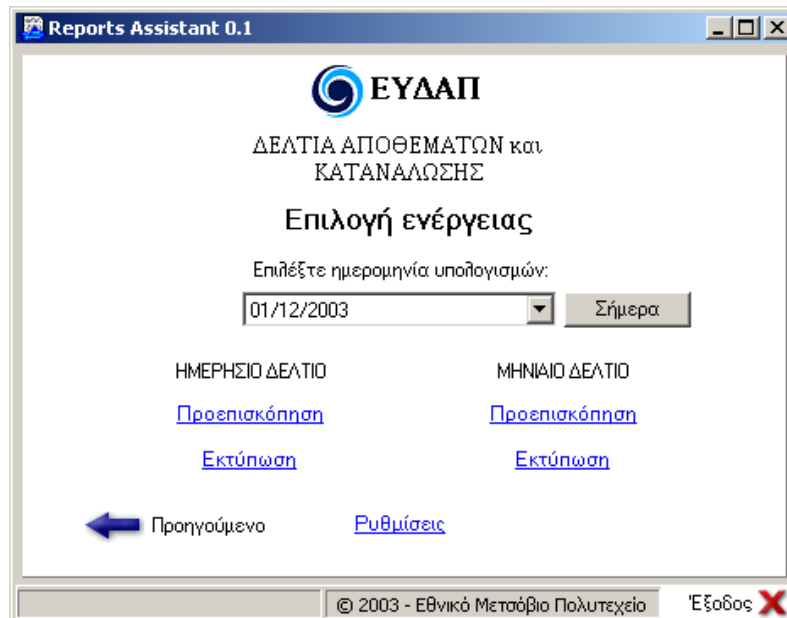 Reports Assistant 0.1
ΕΥΔΑΠ
ΔΕΛΤΙΑ ΑΠΟΘΕΜΑΤΩΝ και
ΚΑΤΑΝΑΛΩΣΗΣ
Επιλογή ενέργειας
Επιλέξτε ημερομηνία υπολογισμών:
01/12/2003 Σήμερα
ΗΜΕΡΗΣΙΟ ΔΕΛΤΙΟ ΜΗΝΙΑΙΟ ΔΕΛΤΙΟ
Προεπισκόπηση Προεπισκόπηση
Εκτύπωση Εκτύπωση
Προηγούμενο Ρυθμίσεις
© 2003 - Εθνικό Μετσόβιο Πολυτεχείο Έξοδος